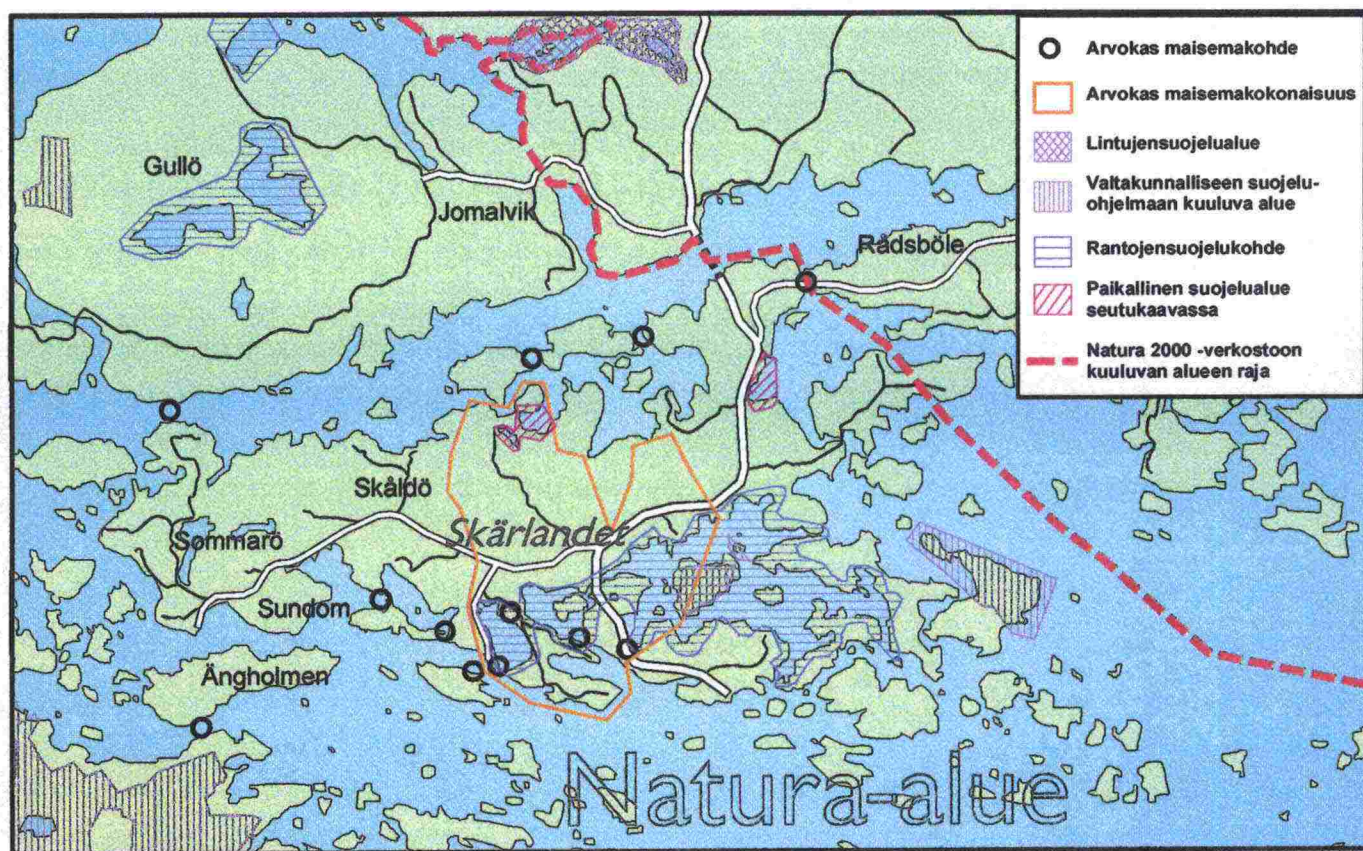 Arvokas maisemakohde
Arvokas maisemakokonaisuus
Lintujensuojelualue
Valtakunnalliseen suojelu-
ohjelmaan kuuluva alue
Rantojensuojelukohde
Paikallinen suojelualue
seutukaavassa
Natura 2000 -verkostoon
kuuluvan alueen raja
Gullö
Jomalvik
Rådsböle
Skåldö
Skärlandet
Sommarö
Sundom
Ängholmen
Natura-alue